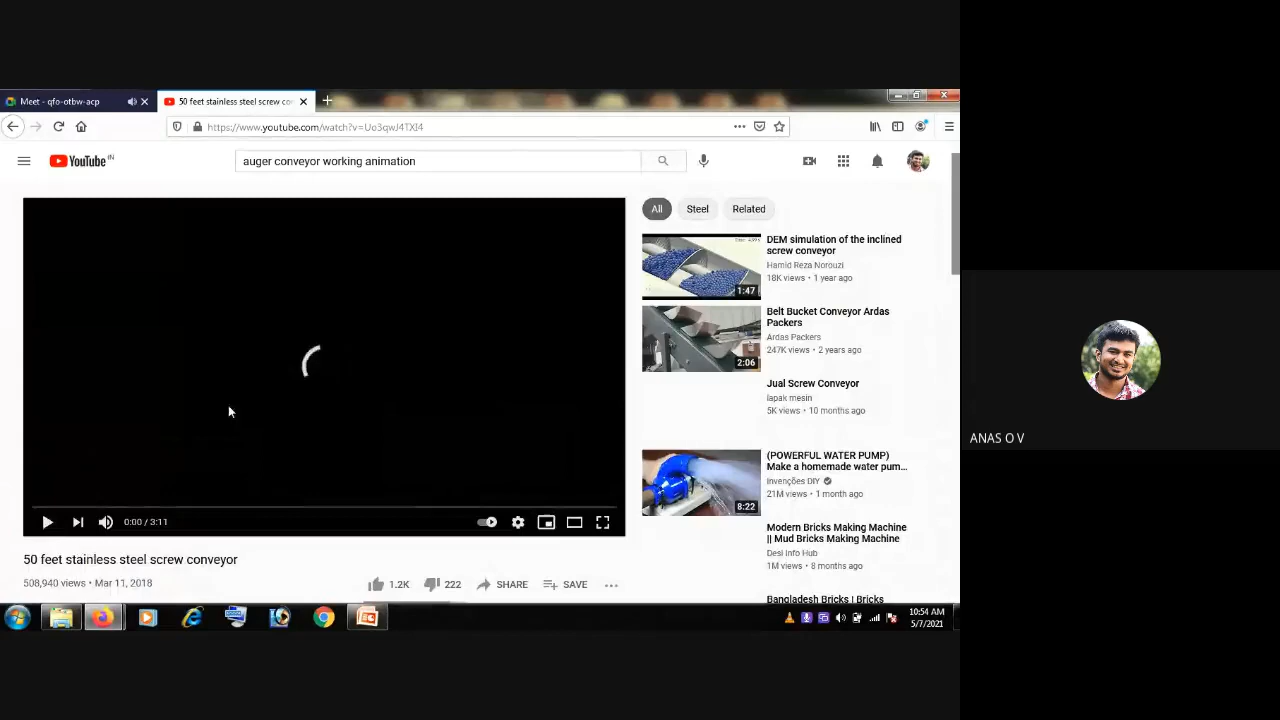 Meet - qfo-otbw-acp
50 feet stainless steel screw co
https://www.youtube.com/watch?v=Uo3qwJ4TXI4
YouTube IN
auger conveyor working animation
All
Steel
Related
DEM simulation of the inclined
screw conveyor
Hamid Reza Norouzi
18K views • 1 year ago
1:47
Belt Bucket Conveyor Ardas
Packers
Ardas Packers
247K views • 2 years ago
2:06
Jual Screw Conveyor
lapak mesin
5K views • 10 months ago
(POWERFUL WATER PUMP)
Make a homemade water pum...
Invenções DIY
21M views • 1 month ago
8:22
Modern Bricks Making Machine
|| Mud Bricks Making Machine
Desi Info Hub
1M views • 8 months ago
Bangladesh Bricks I Bricks
0:00 / 3:11
50 feet stainless steel screw conveyor
508,940 views • Mar 11, 2018
1.2K
222
SHARE
SAVE
10:54 AM
5/7/2021
ANAS O V